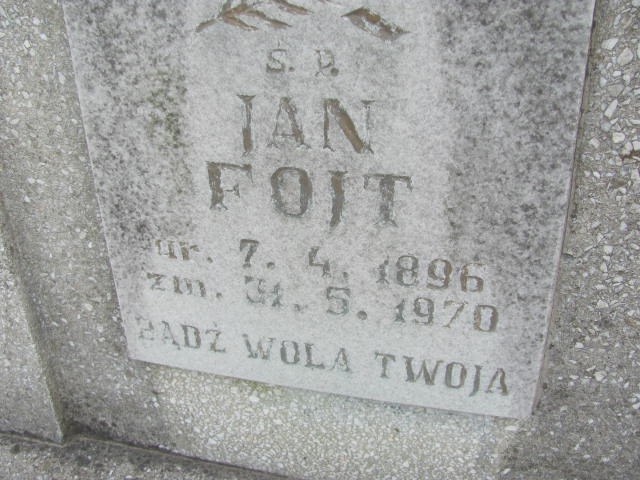 Ś. P.
JAN
FOJT
ur. 7. 4. 1896
zm. 31. 5. 1970
BĄDŹ WOLA TWOJA